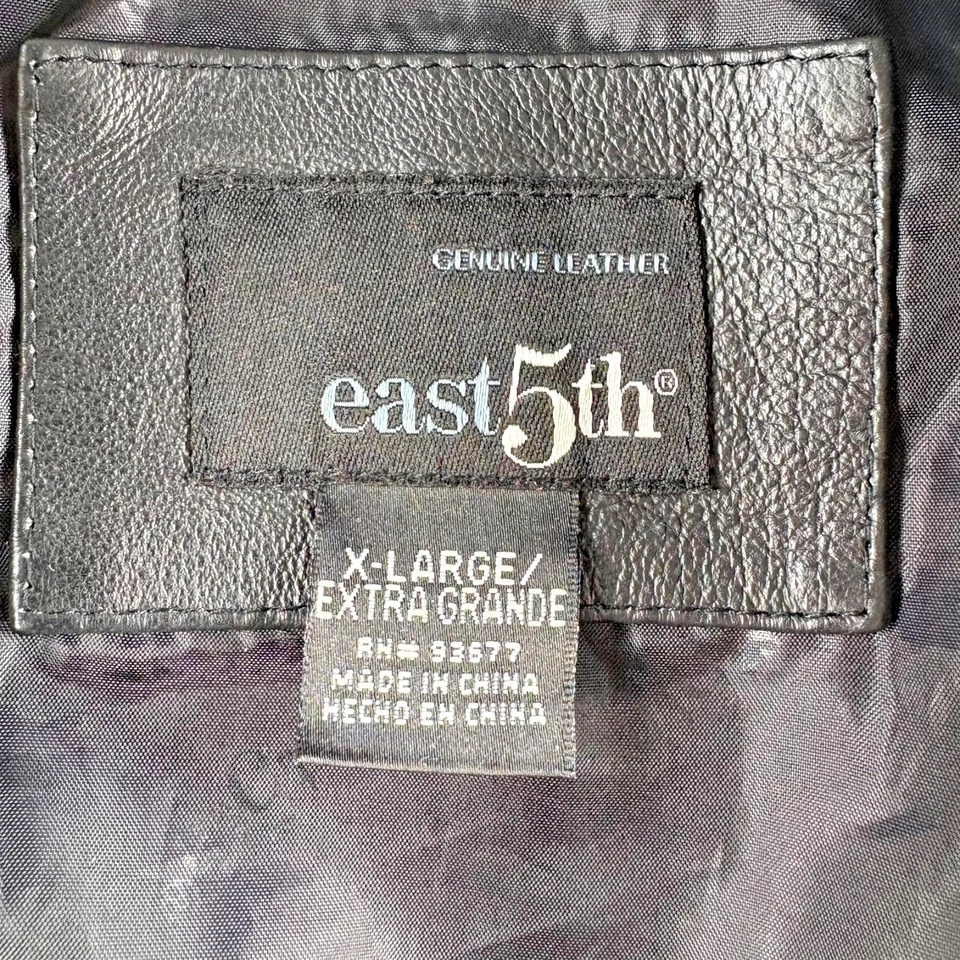 GENUINE LEATHER
east5th®
X-LARGE/
EXTRA GRANDE
RN# 93677
MADE IN CHINA
HECHO EN CHINA